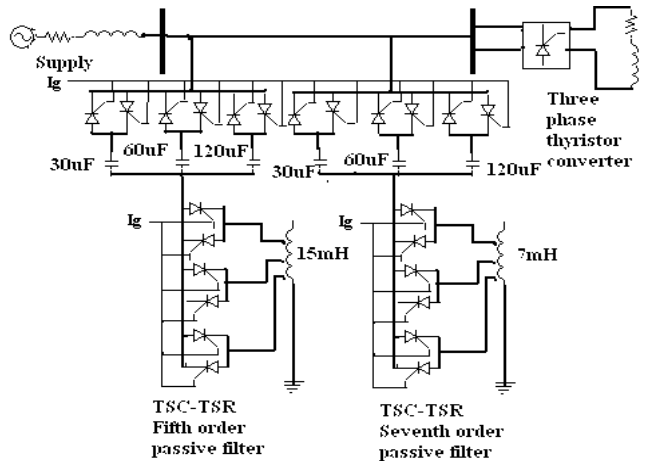 Supply
Ig
Three
phase
thyristor
converter
30uF
60uF
120uF
30uF
60uF
120uF
Ig
15mH
Ig
7mH
TSC-TSR
Fifth order
passive filter
TSC-TSR
Seventh order
passive filter